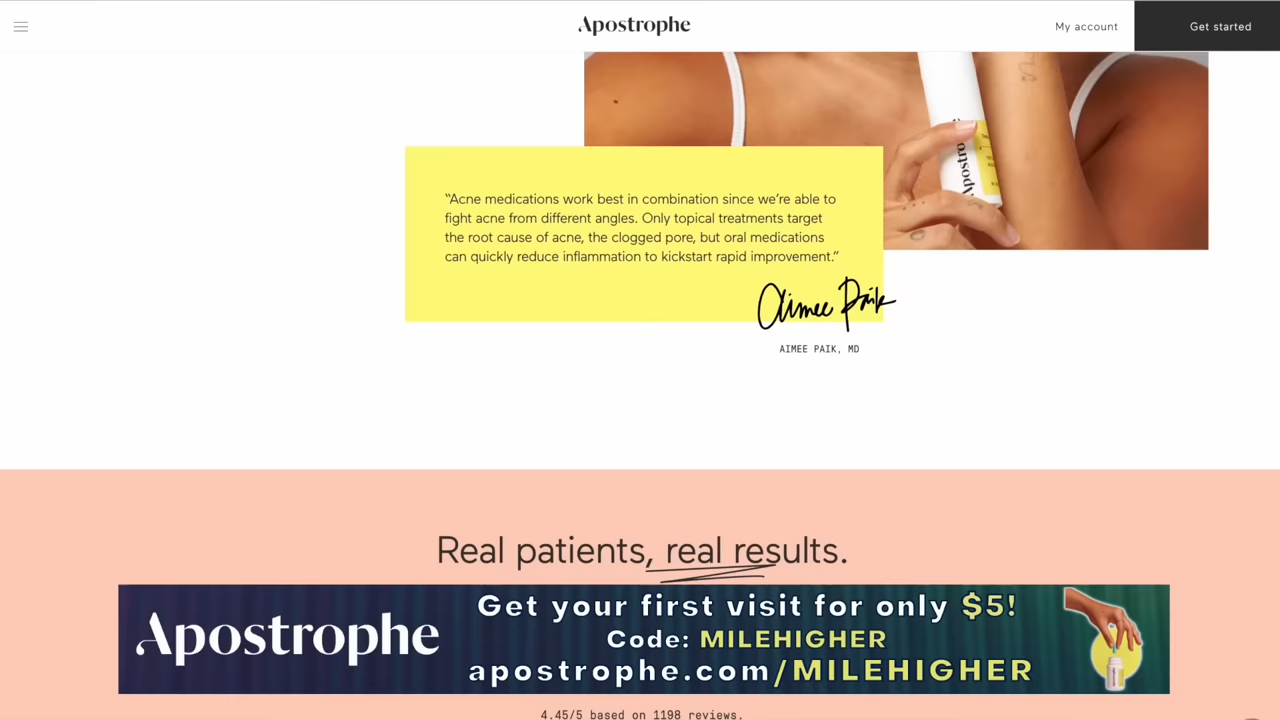 Apostrophe
My account
Get started
Apostro
“Acne medications work best in combination since we’re able to
fight acne from different angles. Only topical treatments target
the root cause of acne, the clogged pore, but oral medications
can quickly reduce inflammation to kickstart rapid improvement.”
Aimee Paik
AIMEE PAIK, MD
Real patients, real results.
Apostrophe
Get your first visit for only $5!
Code: MILEHIGHER
apostrophe.com/MILEHIGHER
4.45/5 based on 1198 reviews.